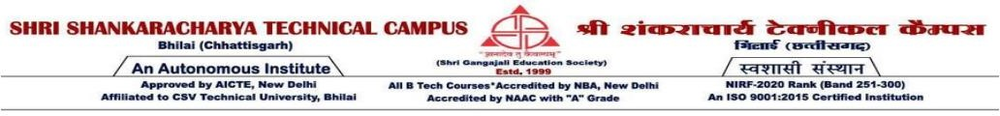 SHRI SHANKARACHARYA TECHNICAL CAMPUS
Bhilai (Chhattisgarh)
An Autonomous Institute
Approved by AICTE, New Delhi
Affiliated to CSV Technical University, Bhilai
"ज्ञानादेव तु कैवल्यम्"
(Shri Gangajali Education Society)
Estd. 1999
All B Tech Courses*Accredited by NBA, New Delhi
Accredited by NAAC with "A" Grade
श्री शंकराचार्य टेक्नीकल कैम्पस
भिलाई (छत्तीसगढ़)
स्वशासी संस्थान
NIRF-2020 Rank (Band 251-300)
An ISO 9001:2015 Certified Institution